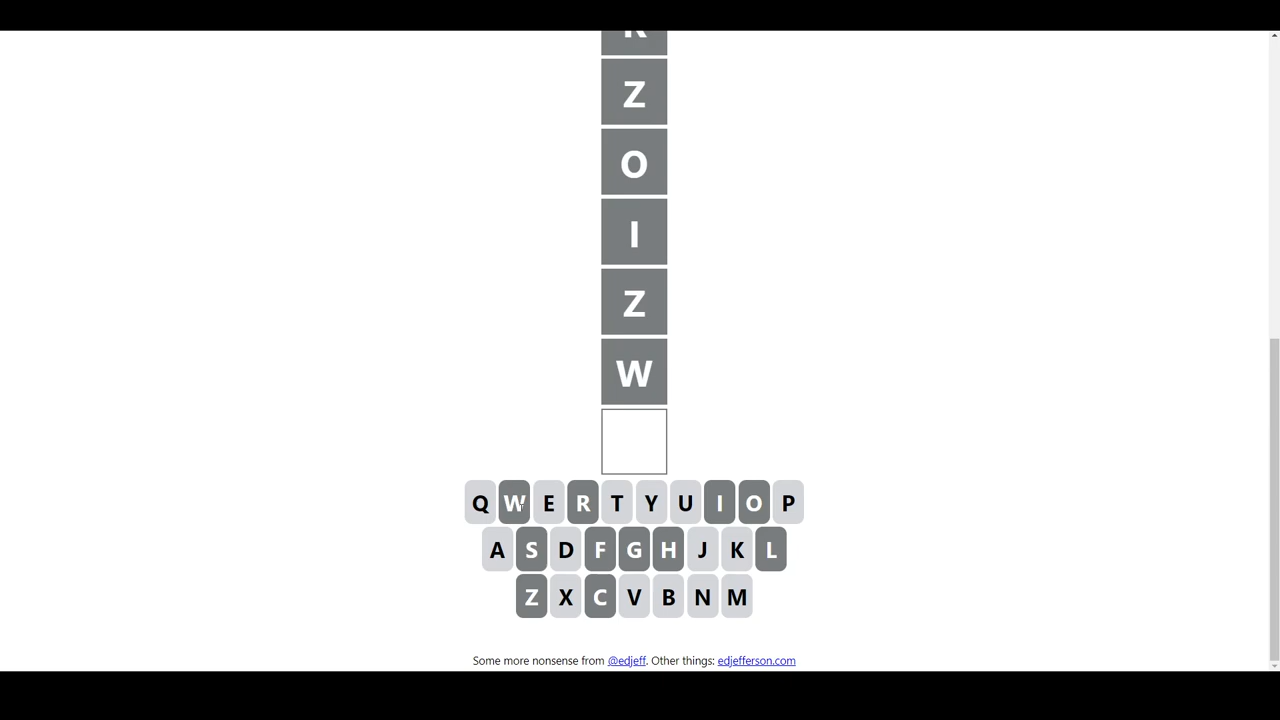 R
Z
O
I
Z
W
Q W E R T Y U I O P
A S D F G H J K L
Z X C V B N M
Some more nonsense from @edjeff. Other things: edjefferson.com